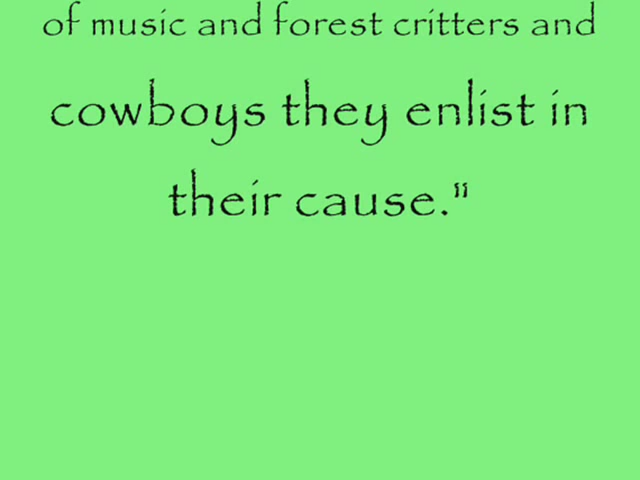 of music and forest critters and
cowboys they enlist in
their cause."